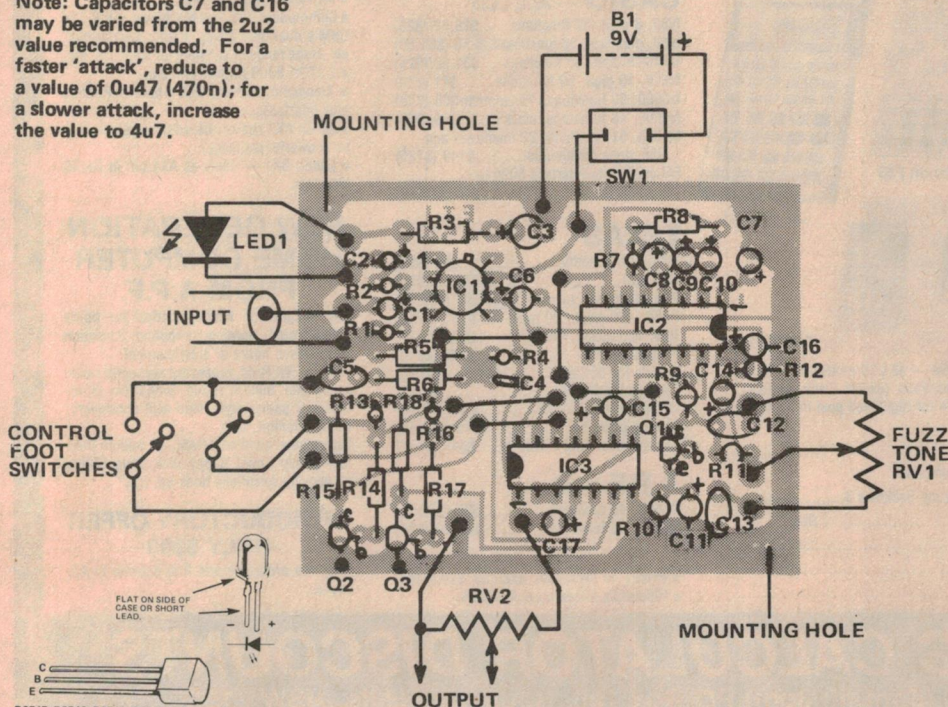 Note: Capacitors C7 and C16
may be varied from the 2u2
value recommended. For a
faster 'attack', reduce to
a value of 0u47 (470n); for
a slower attack, increase
the value to 4u7.
B1
9V
+
MOUNTING HOLE
SW1
LED1
R3
+
C3
R8
C7
C2
+
1
R7
+
+
+
C8
C9
C10
+
R2
IC1
C6
+
INPUT
C1
+
R1
IC2
1
R5
R4
+
C16
C5
R6
C4
R9
C14
R12
R13
R18
C15
+
C12
CONTROL
FOOT
SWITCHES
R16
Q1
FUZZ
TONE
RV1
IC3
e
b
R11
R15
R14
R17
+
1
R10
C11
C13
c
b
c
b
C17
+
Q2
Q3
RV2
FLAT ON SIDE OF
CASE OR SHORT
LEAD.
-
+
MOUNTING HOLE
C
B
E
OUTPUT